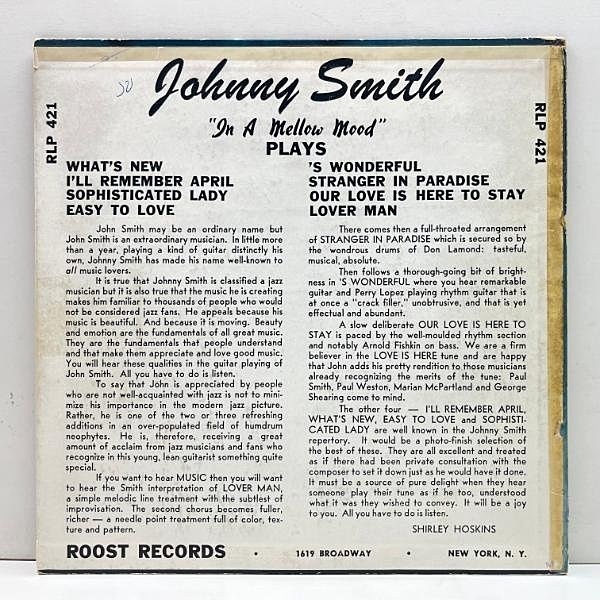 Johnny Smith
"In A Mellow Mood"
PLAYS
RLP 421
RLP 421
WHAT'S NEW
I'LL REMEMBER APRIL
SOPHISTICATED LADY
EASY TO LOVE
'S WONDERFUL
STRANGER IN PARADISE
OUR LOVE IS HERE TO STAY
LOVER MAN
John Smith may be an ordinary name but
John Smith is an extraordinary musician. In little more
than a year, playing a kind of guitar distinctly his
own, Johnny Smith has made his name well-known to
all music lovers.
It is true that Johnny Smith is classified a jazz
musician but it is also true that the music he is creating
makes him familiar to thousands of people who would
not be considered jazz fans. He appeals because his
music is beautiful. And because it is moving. Beauty
and emotion are the fundamentals of all great music.
They are the fundamentals that people understand
and that make them appreciate and love good music.
You will hear these qualities in the guitar playing of
John Smith. All you have to do is listen.
To say that John is appreciated by people
who are not well-acquainted with jazz is not to mini-
mize his importance in the modern jazz picture.
Rather, he is one of the two or three refreshing
additions in an over-populated field of humdrum
neophytes. He is, therefore, receiving a great
amount of acclaim from jazz musicians and fans who
recognize in this young, lean guitarist something quite
special.
If you want to hear MUSIC then you will want
to hear the Smith interpretation of LOVER MAN,
a simple melodic line treatment with the subtlest of
improvisation. The second chorus becomes fuller,
richer — a needle point treatment full of color, tex-
ture and pattern.
There comes then a full-throated arrangement
of STRANGER IN PARADISE which is secured so by
the wondrous drums of Don Lamond: tasteful,
musical, absolute.
Then follows a thorough-going bit of bright-
ness in 'S WONDERFUL where you hear remarkable
guitar and Perry Lopez playing rhythm guitar that is
at once a "crack filler," unobtrusive, and that is yet
effectual and abundant.
A slow deliberate OUR LOVE IS HERE TO
STAY is paced by the well-moulded rhythm section
and notably Arnold Fishkin on bass. We are a firm
believer in the LOVE IS HERE tune and are happy
that John adds his pretty rendition to those musicians
already recognizing the merits of the tune: Paul
Smith, Paul Weston, Marian McPartland and George
Shearing come to mind.
The other four — I'LL REMEMBER APRIL,
WHAT'S NEW, EASY TO LOVE and SOPHISTI-
CATED LADY are well known in the Johnny Smith
repertory. It would be a photo-finish selection of
the best of these. They are all excellent and treated
as if there had been private consultation with the
composer to set it down just as he would have it done.
It must be a source of pure delight when they hear
someone play their tune as if he too, understood
what it was they wished to convey. It will be a joy
to you. All you have to do is listen.
SHIRLEY HOSKINS
ROOST RECORDS • 1619 BROADWAY • NEW YORK, N. Y.